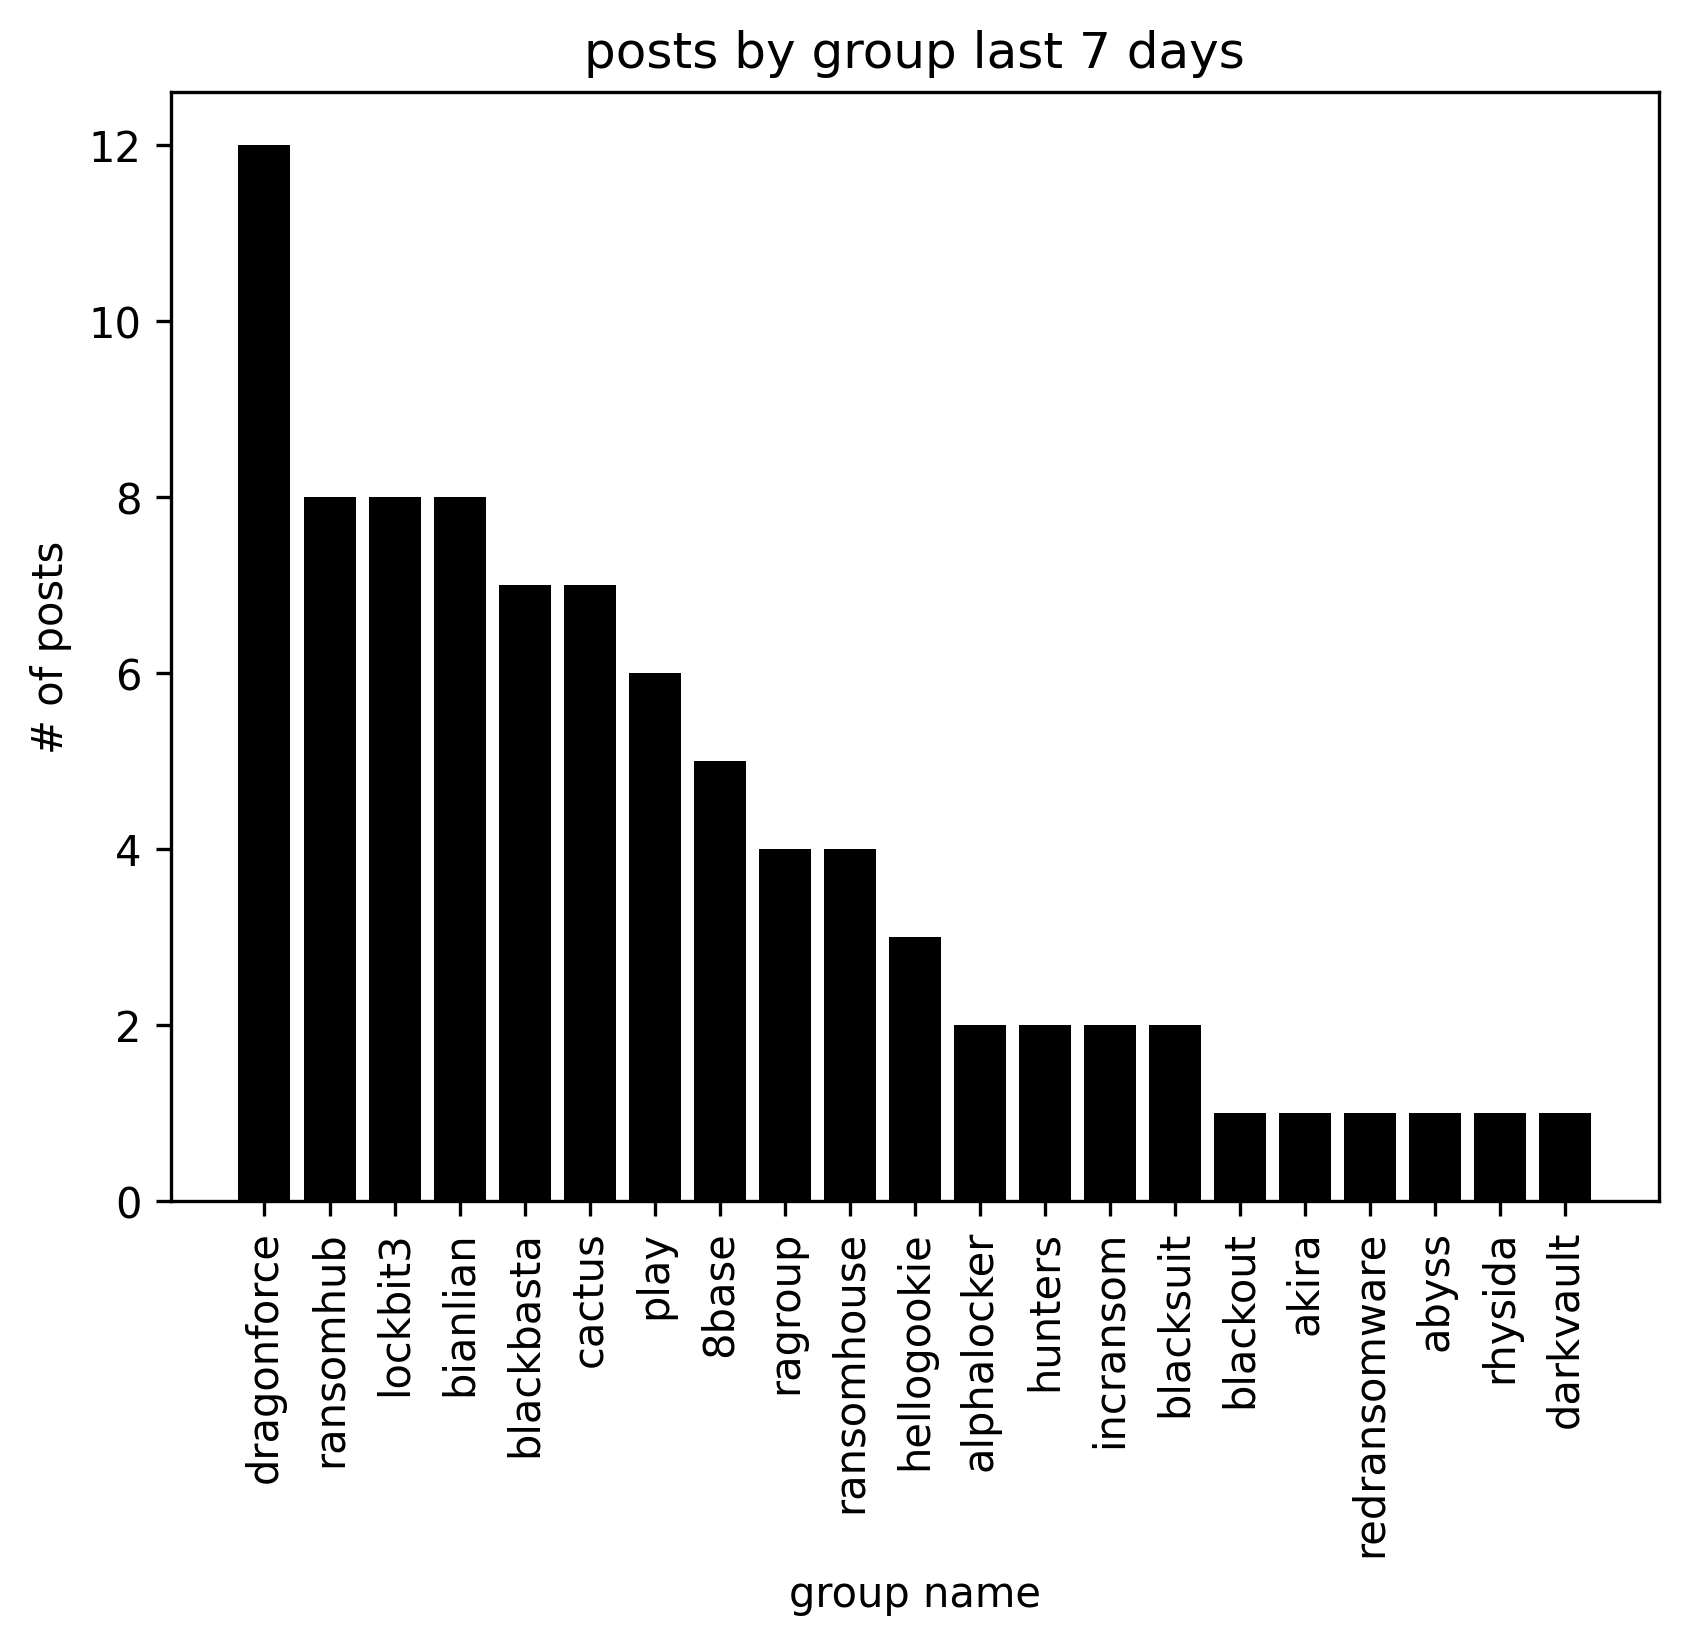 posts by group last 7 days
12
10
8
6
4
2
0
# of posts
dragonforce
ransomhub
lockbit3
bianlian
blackbasta
cactus
play
8base
ragroup
ransomhouse
hellogookie
alphalocker
hunters
incransom
blacksuit
blackout
akira
redransomware
abyss
rhysida
darkvault
group name